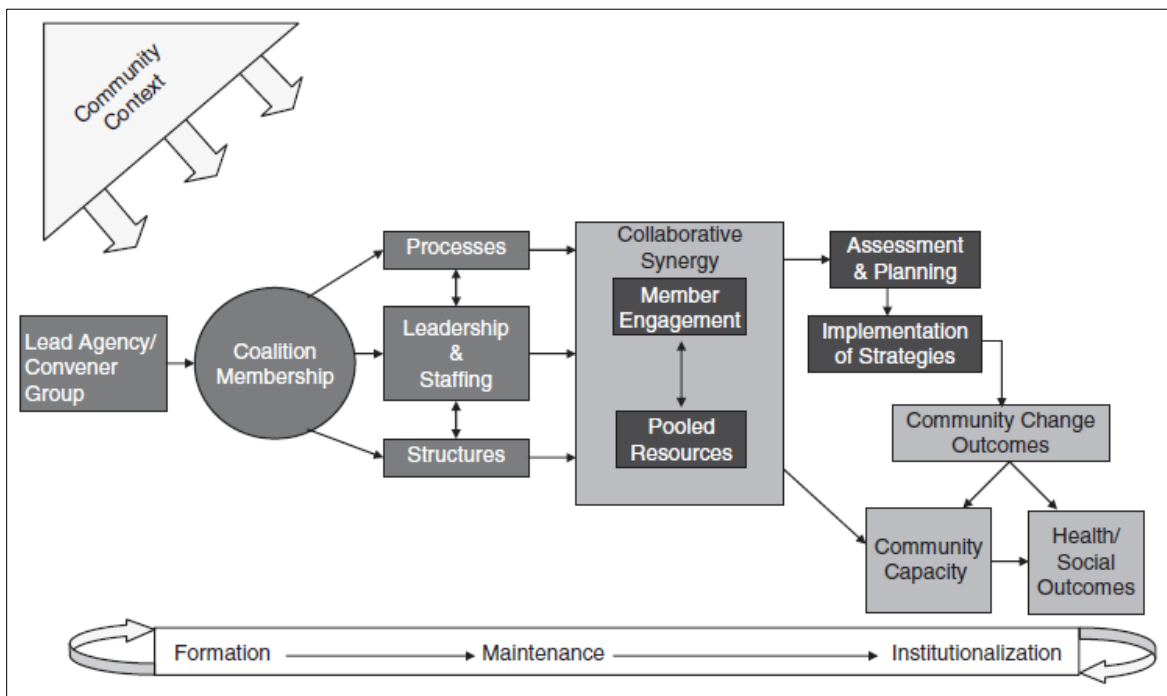 Community
Context
Lead Agency/
Convener
Group
Coalition
Membership
Processes
Leadership
&
Staffing
Structures
Collaborative
Synergy
Member
Engagement
Pooled
Resources
Assessment
& Planning
Implementation
of Strategies
Community Change
Outcomes
Community
Capacity
Health/
Social
Outcomes
Formation
Maintenance
Institutionalization